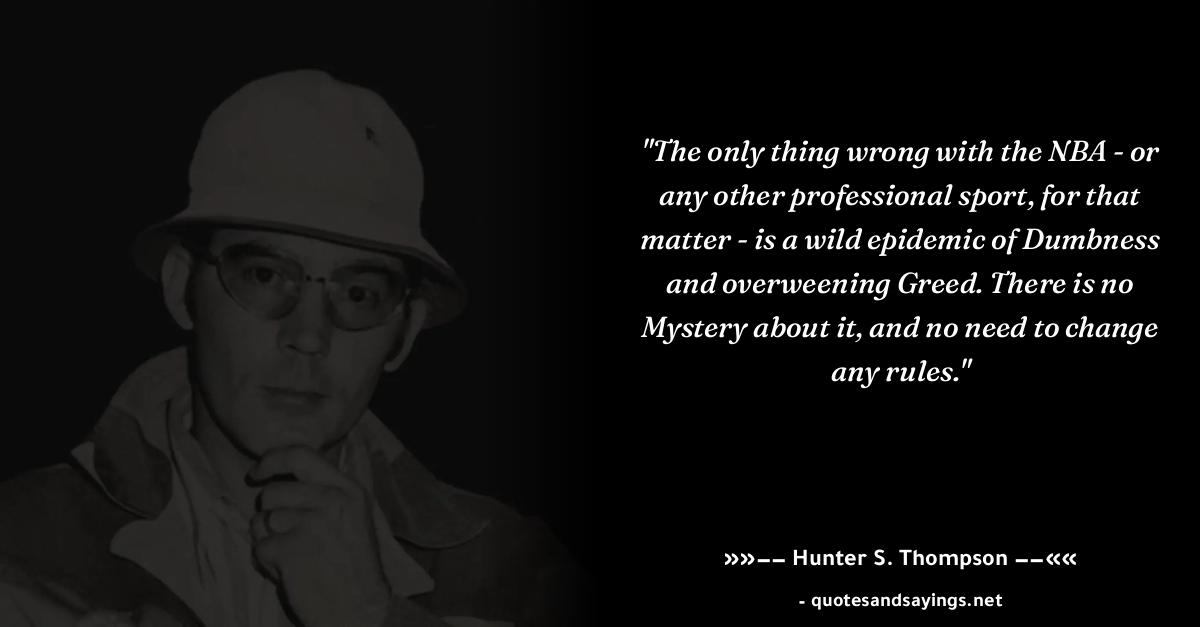 "The only thing wrong with the NBA - or
any other professional sport, for that
matter - is a wild epidemic of Dumbness
and overweening Greed. There is no
Mystery about it, and no need to change
any rules."
»»–– Hunter S. Thompson ––««
- quotesandsayings.net